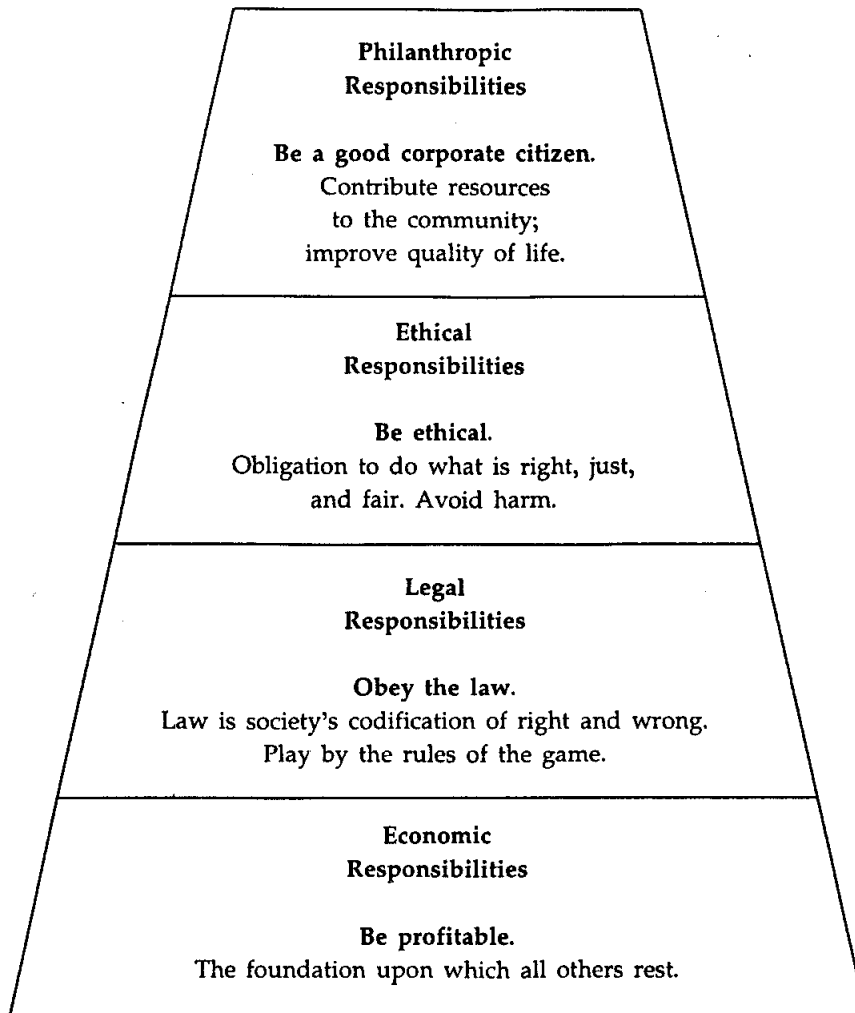 Philanthropic
Responsibilities
Be a good corporate citizen.
Contribute resources
to the community;
improve quality of life.
Ethical
Responsibilities
Be ethical.
Obligation to do what is right, just,
and fair. Avoid harm.
Legal
Responsibilities
Obey the law.
Law is society's codification of right and wrong.
Play by the rules of the game.
Economic
Responsibilities
Be profitable.
The foundation upon which all others rest.